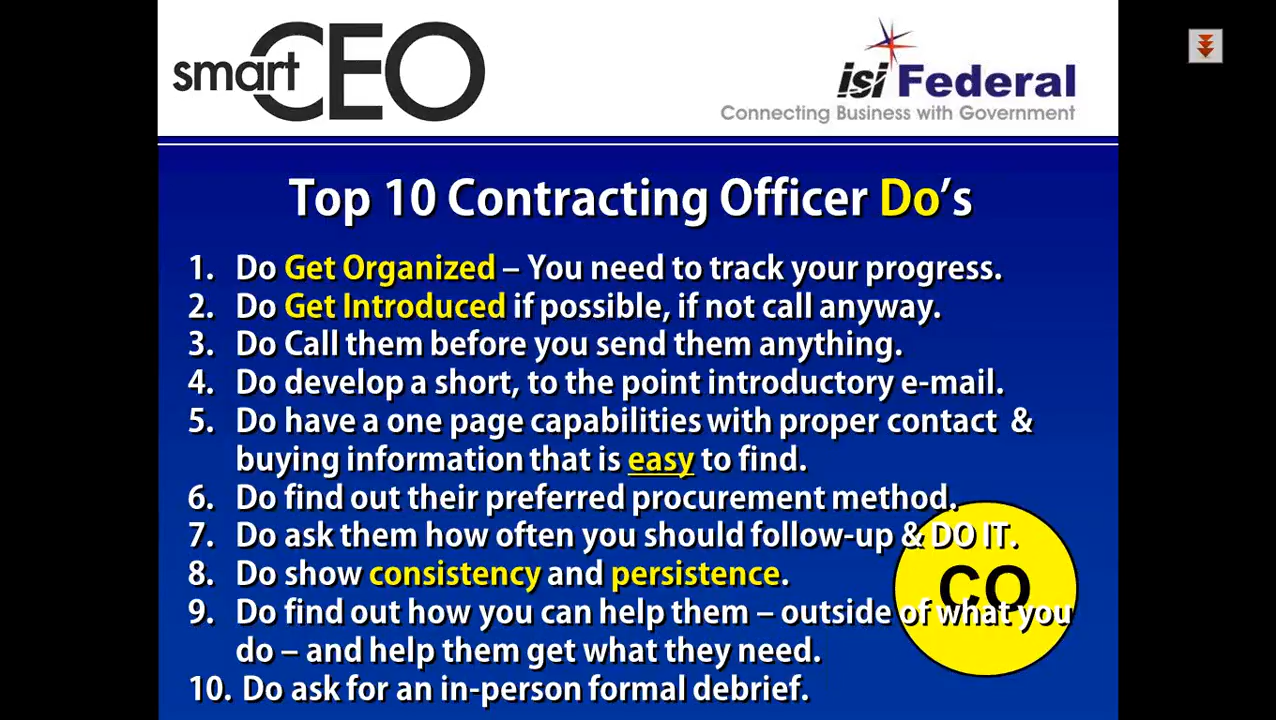 smart CEO
isi Federal
Connecting Business with Government
Top 10 Contracting Officer Do's
1. Do Get Organized – You need to track your progress.
2. Do Get Introduced if possible, if not call anyway.
3. Do Call them before you send them anything.
4. Do develop a short, to the point introductory e-mail.
5. Do have a one page capabilities with proper contact &
buying information that is easy to find.
6. Do find out their preferred procurement method.
7. Do ask them how often you should follow-up & DO IT.
8. Do show consistency and persistence.
CO
9. Do find out how you can help them – outside of what you
do – and help them get what they need.
10. Do ask for an in-person formal debrief.